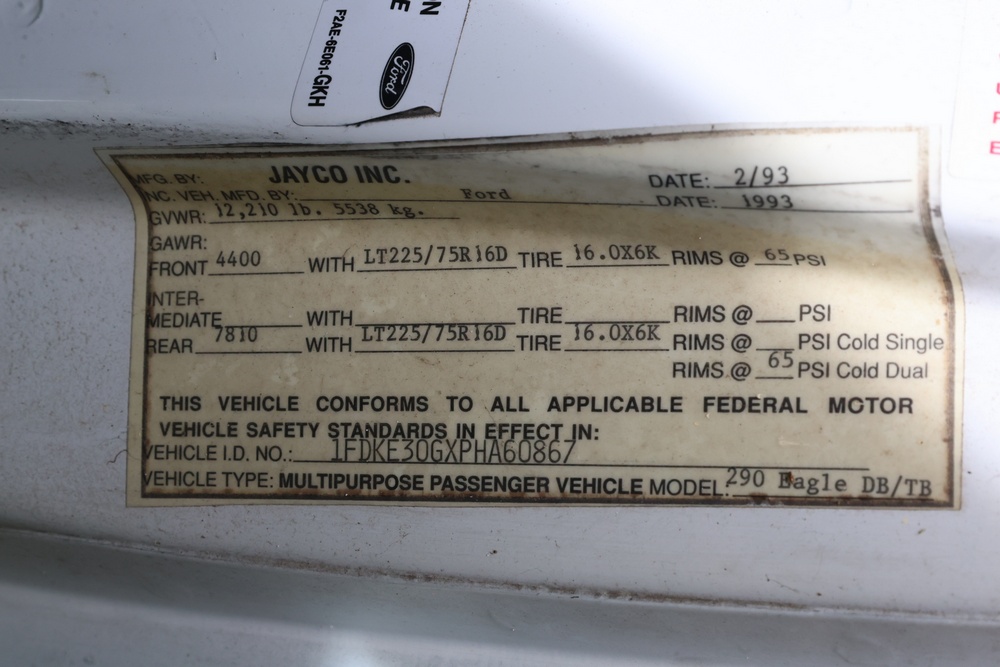 N
E
F2AE-6E061-GKH
Ford
MFG. BY: JAYCO INC. DATE: 2/93
INC. VEH. MFD. BY: Ford DATE: 1993
GVWR: 12,210 lb. 5538 kg.
GAWR:
FRONT 4400 WITH LT225/75R16D TIRE 16.0X6K RIMS @ 65 PSI
INTER-
MEDIATE WITH TIRE RIMS @ PSI
REAR 7810 WITH LT225/75R16D TIRE 16.0X6K RIMS @ PSI Cold Single
RIMS @ 65 PSI Cold Dual
THIS VEHICLE CONFORMS TO ALL APPLICABLE FEDERAL MOTOR
VEHICLE SAFETY STANDARDS IN EFFECT IN:
VEHICLE I.D. NO.: 1FDKE30GXPHA60867
VEHICLE TYPE: MULTIPURPOSE PASSENGER VEHICLE MODEL: 290 Eagle DB/TB